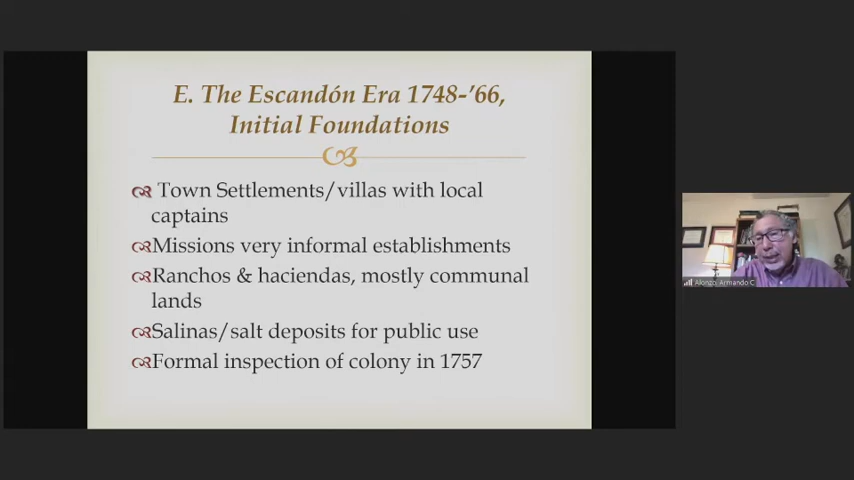 E. The Escandón Era 1748-'66,
Initial Foundations
Town Settlements/villas with local
captains
Missions very informal establishments
Ranchos & haciendas, mostly communal
lands
Salinas/salt deposits for public use
Formal inspection of colony in 1757
Alonzo, Armando C